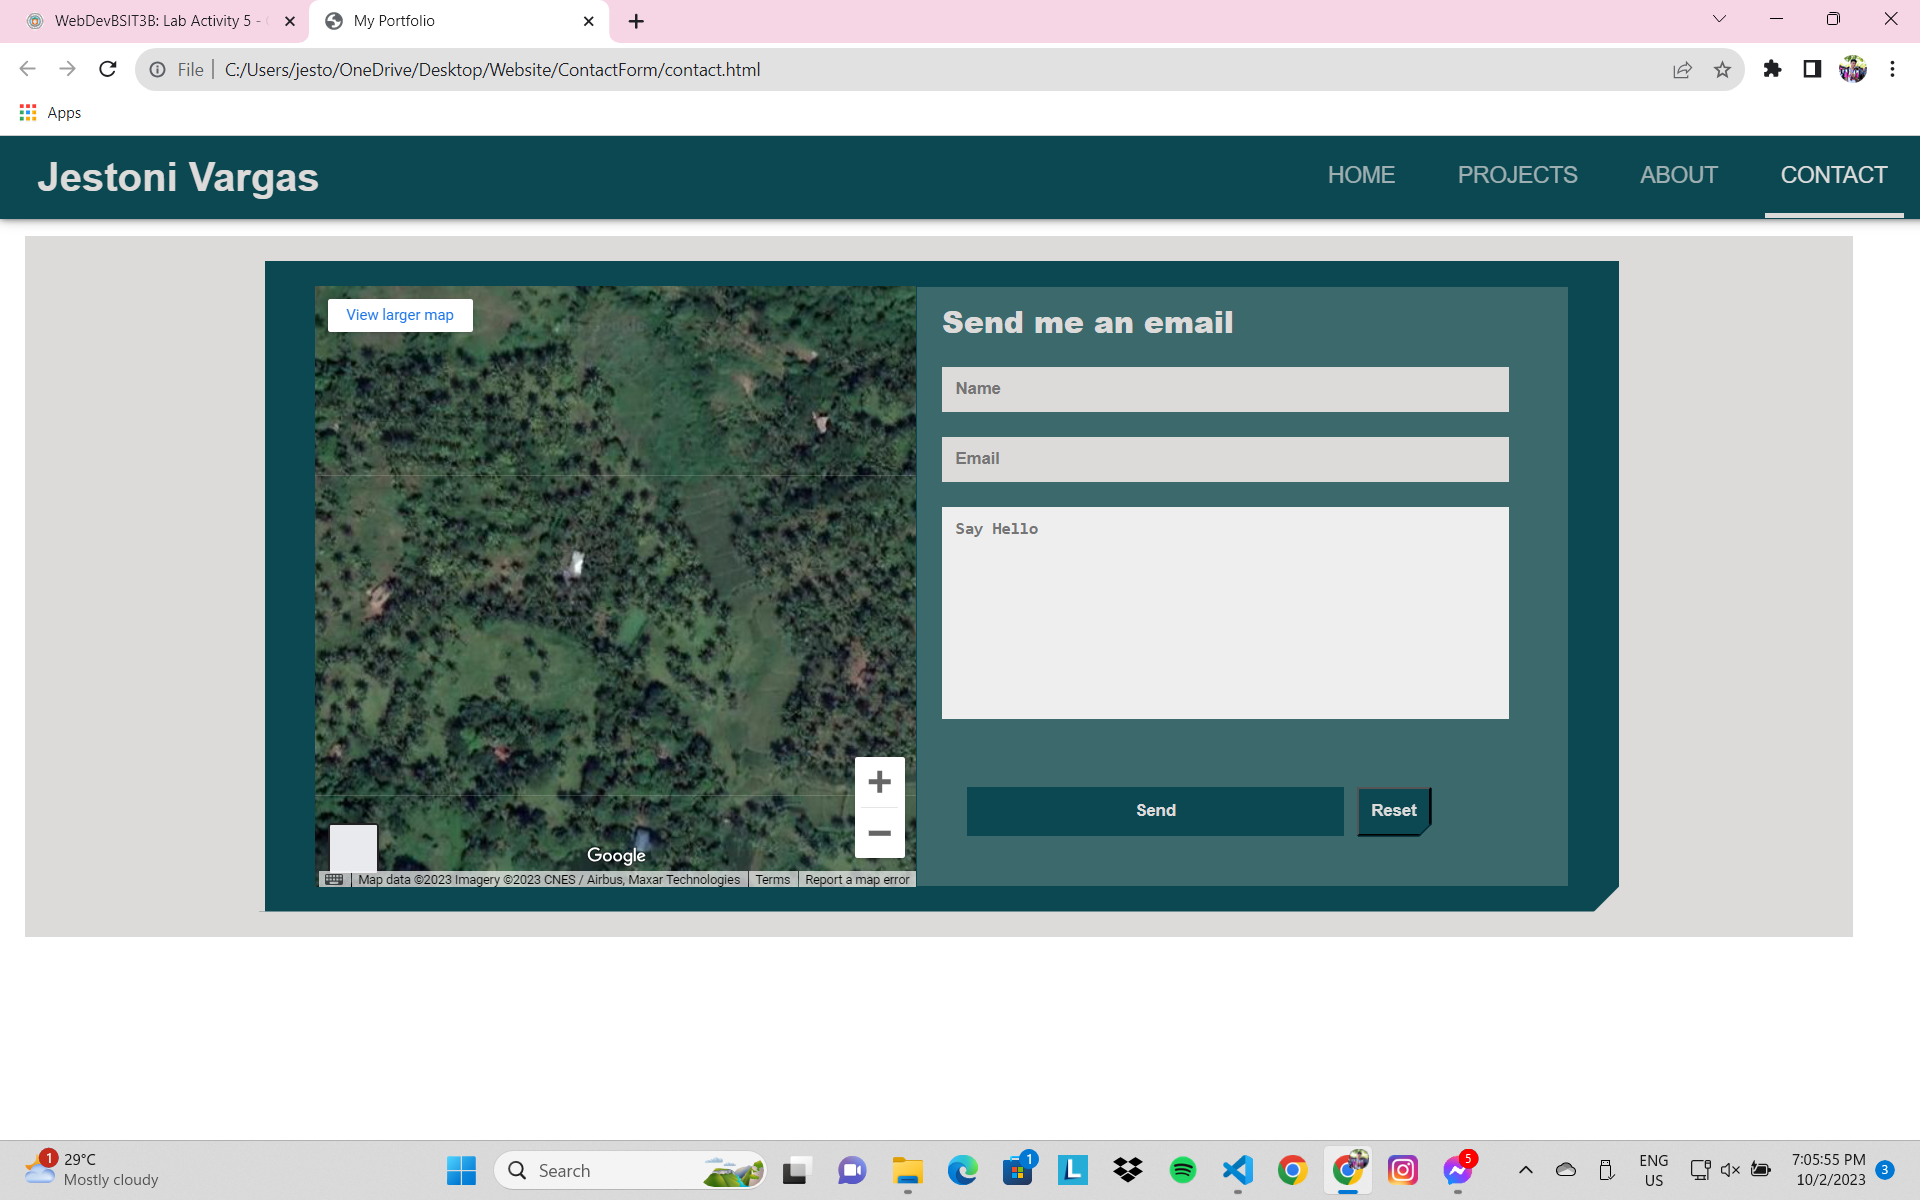 WebDevBSIT3B: Lab Activity 5 -
My Portfolio
File
C:/Users/jesto/OneDrive/Desktop/Website/ContactForm/contact.html
Apps
Jestoni Vargas
HOME
PROJECTS
ABOUT
CONTACT
View larger map
Send me an email
Name
Email
Say Hello
Send
Reset
Google
Map data ©2023 Imagery ©2023 CNES / Airbus, Maxar Technologies
Terms
Report a map error
1
29°C
Mostly cloudy
Search
1
L
5
ENG
US
7:05:55 PM
10/2/2023
3